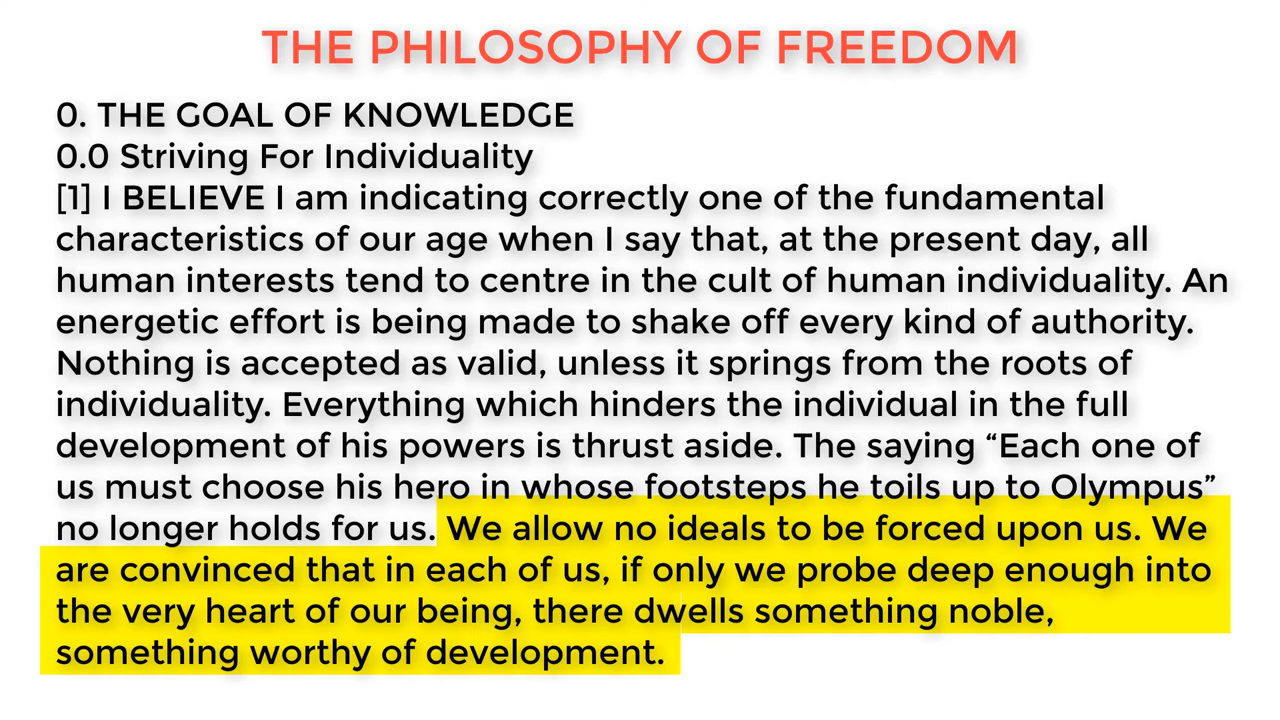 THE PHILOSOPHY OF FREEDOM
0. THE GOAL OF KNOWLEDGE
0.0 Striving For Individuality
[1] I BELIEVE I am indicating correctly one of the fundamental
characteristics of our age when I say that, at the present day, all
human interests tend to centre in the cult of human individuality. An
energetic effort is being made to shake off every kind of authority.
Nothing is accepted as valid, unless it springs from the roots of
individuality. Everything which hinders the individual in the full
development of his powers is thrust aside. The saying “Each one of
us must choose his hero in whose footsteps he toils up to Olympus”
no longer holds for us. We allow no ideals to be forced upon us. We
are convinced that in each of us, if only we probe deep enough into
the very heart of our being, there dwells something noble,
something worthy of development.